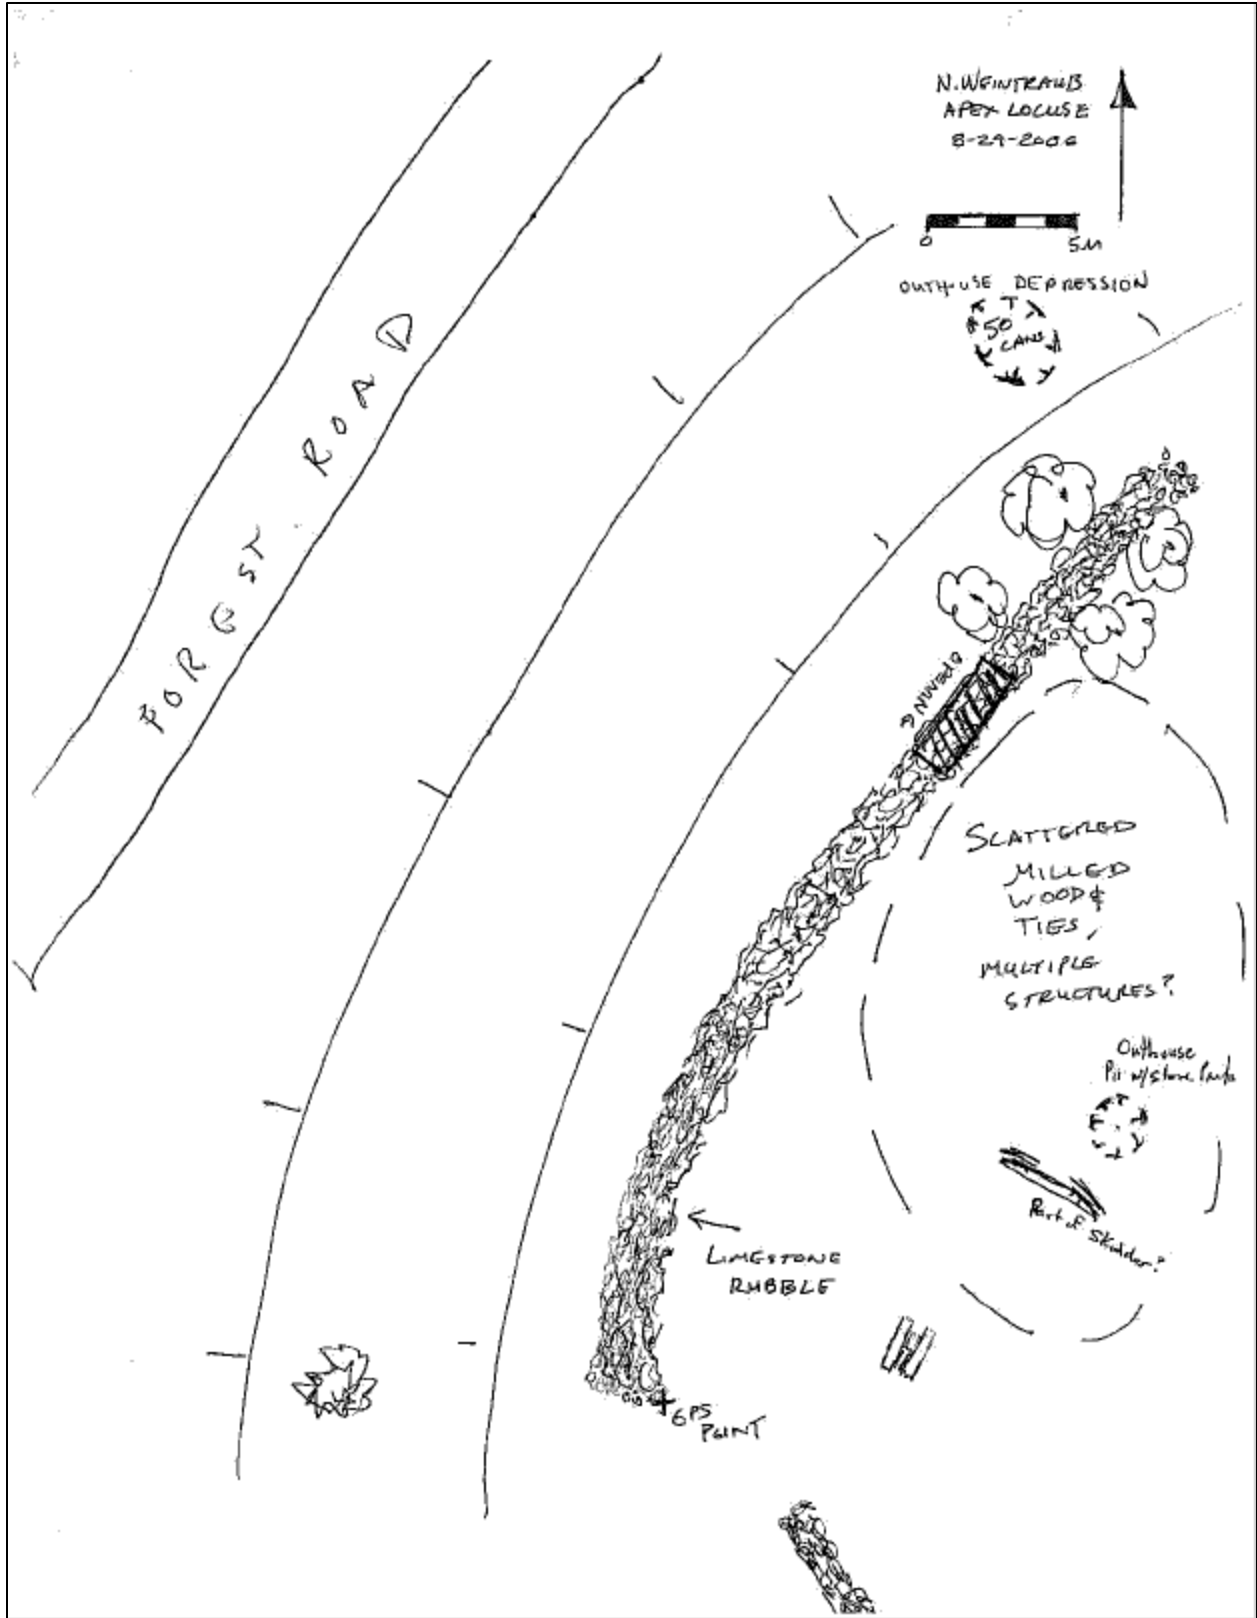 N. WEINTRAUB
APEX LOCUS E
8-29-2006
0 5M
OUTHOUSE DEPRESSION
50
CANS
FOREST ROAD
OPENING
SCATTERED
MILLED
WOOD &
TIES,
MULTIPLE
STRUCTURES?
Outhouse
Pit w/stove Parts
Part of Skidder?
LIMESTONE
RUBBLE
GPS
POINT